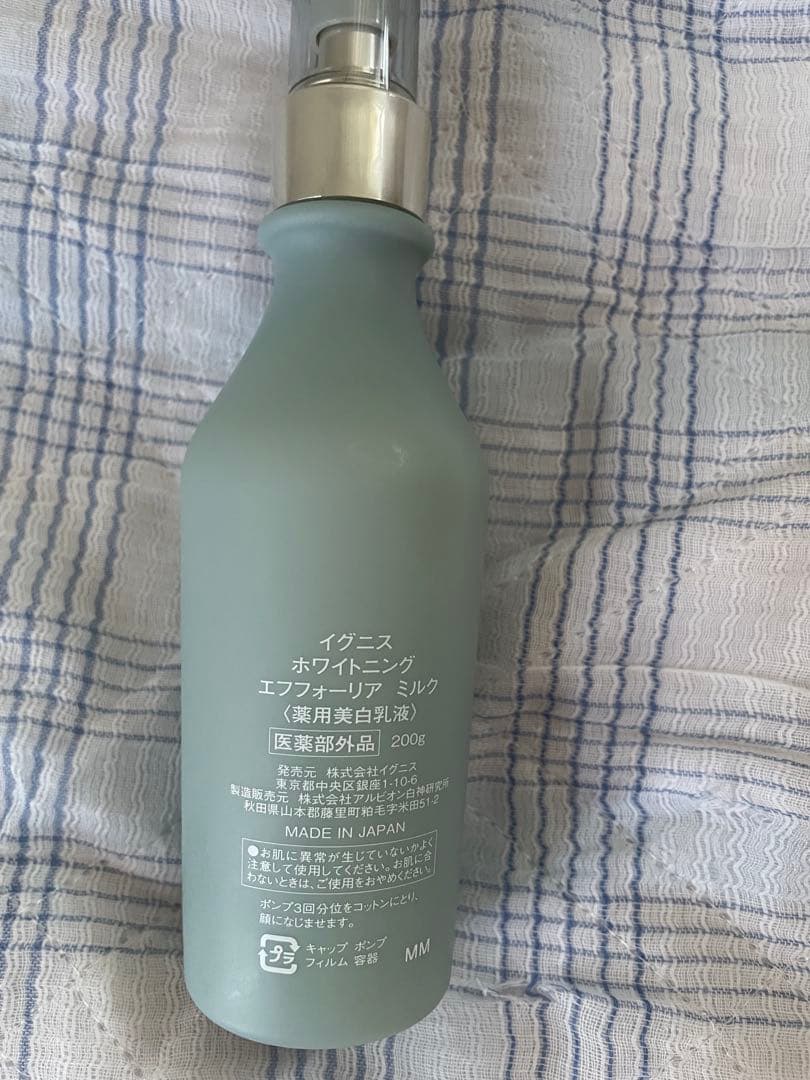 イグニス
ホワイトニング
エフフォーリア ミルク
〈薬用美白乳液〉
医薬部外品 200g
発売元 株式会社イグニス
東京都中央区銀座1-10-6
製造販売元 株式会社アルビオン白神研究所
秋田県山本郡藤里町粕毛字米田51-2
MADE IN JAPAN
●お肌に異常が生じていないかよく
注意して使用してください。お肌に合
わないときは、ご使用をおやめください。
ポンプ3回分位をコットンにとり、
顔になじませます。
プラ キャップ ポンプ
フィルム 容器 MM